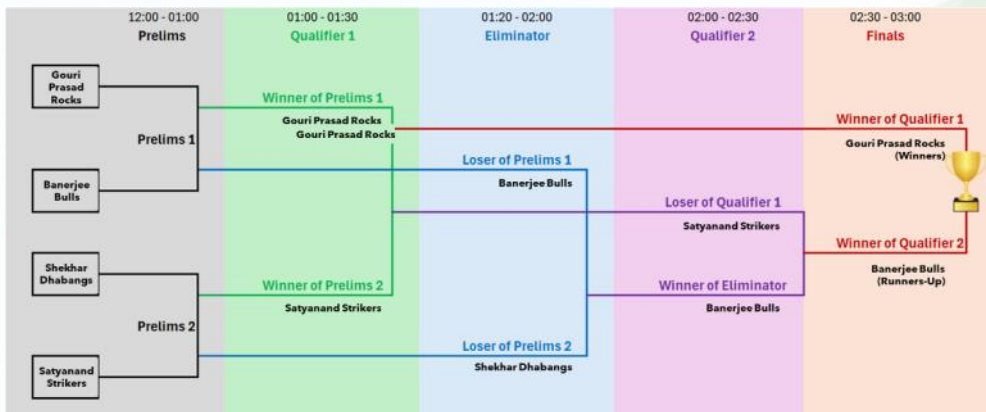 12:00 - 01:00
Prelims
01:00 - 01:30
Qualifier 1
01:20 - 02:00
Eliminator
02:00 - 02:30
Qualifier 2
02:30 - 03:00
Finals
Gouri
Prasad
Rocks
Prelims 1
Banerjee
Bulls
Shekhar
Dhabangs
Prelims 2
Satyanand
Strikers
Winner of Prelims 1
Gouri Prasad Rocks
Gouri Prasad Rocks
Winner of Prelims 2
Satyanand Strikers
Loser of Prelims 1
Banerjee Bulls
Loser of Prelims 2
Shekhar Dhabangs
Loser of Qualifier 1
Satyanand Strikers
Winner of Eliminator
Banerjee Bulls
Winner of Qualifier 1
Gouri Prasad Rocks
(Winners)
Winner of Qualifier 2
Banerjee Bulls
(Runners-Up)